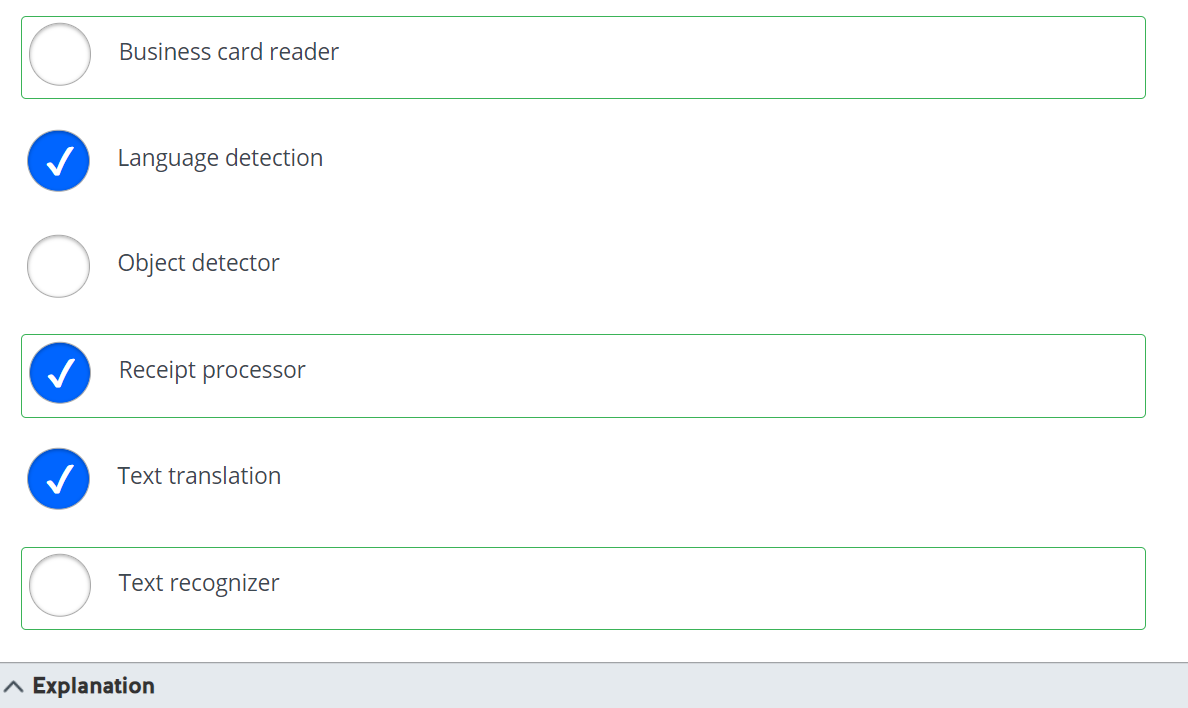 Business card reader
Language detection
Object detector
Receipt processor
Text translation
Text recognizer
Explanation